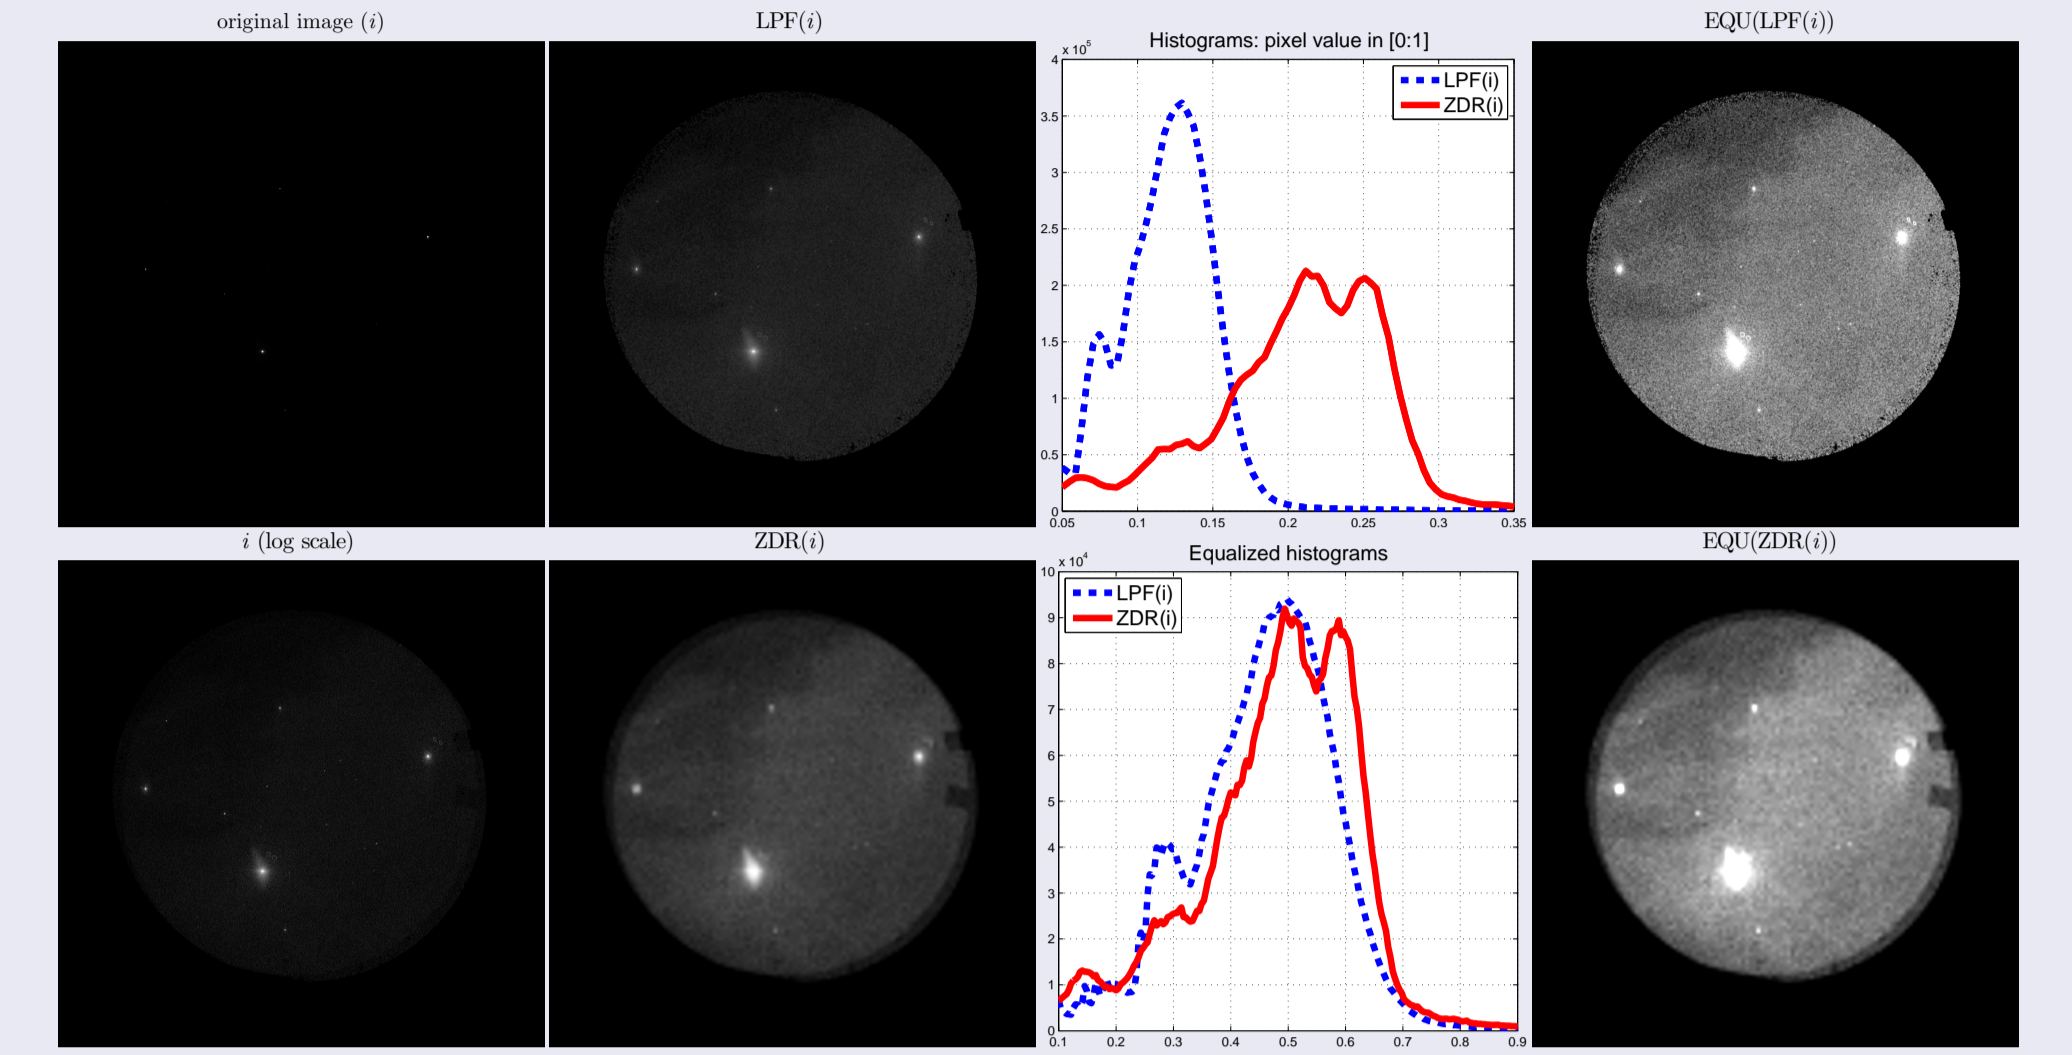 original image (i)
LPF(i)
Histograms: pixel value in [0:1]
EQU(LPF(i))
x 10⁵
4
3.5
3
2.5
2
1.5
1
0.5
0
0.05 0.1 0.15 0.2 0.25 0.3 0.35
LPF(i)
ZDR(i)
i (log scale)
ZDR(i)
Equalized histograms
EQU(ZDR(i))
x 10⁴
10
9
8
7
6
5
4
3
2
1
0
0.1 0.2 0.3 0.4 0.5 0.6 0.7 0.8 0.9
LPF(i)
ZDR(i)